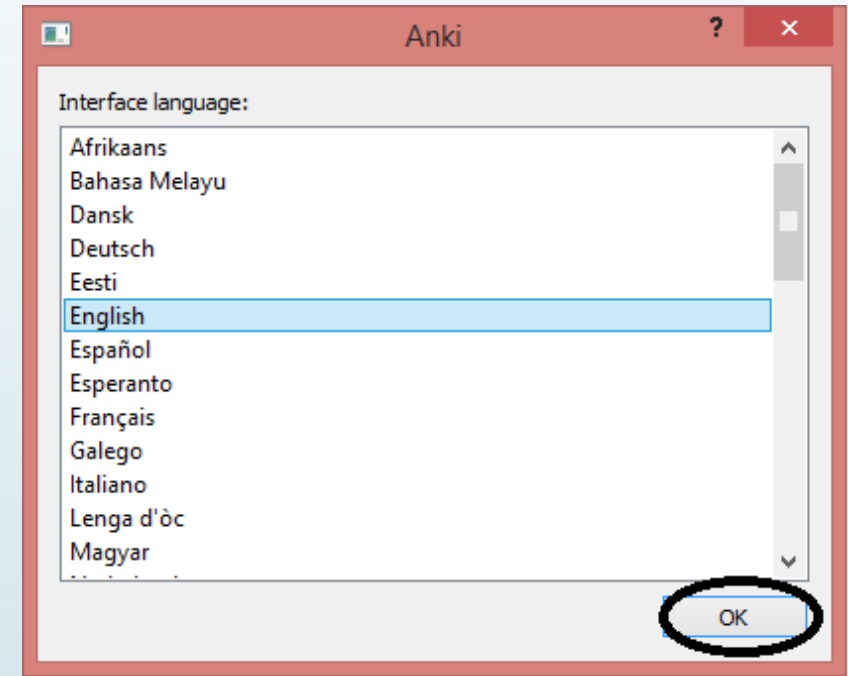 Anki
?
×
Interface language:
Afrikaans
Bahasa Melayu
Dansk
Deutsch
Eesti
English
Español
Esperanto
Français
Galego
Italiano
Lenga d'òc
Magyar
OK